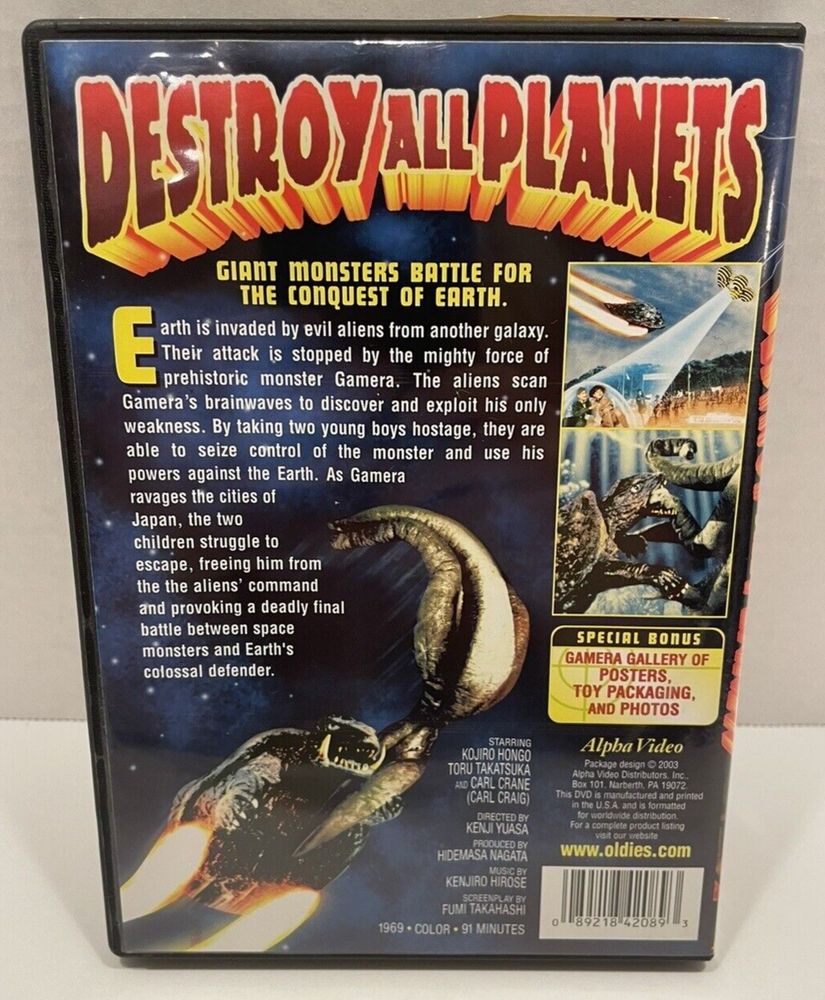 DESTROY ALL PLANETS
GIANT MONSTERS BATTLE FOR
THE CONQUEST OF EARTH.
Earth is invaded by evil aliens from another galaxy.
Their attack is stopped by the mighty force of
prehistoric monster Gamera. The aliens scan
Gamera's brainwaves to discover and exploit his only
weakness. By taking two young boys hostage, they are
able to seize control of the monster and use his
powers against the Earth. As Gamera
ravages the cities of
Japan, the two
children struggle to
escape, freeing him from
the the aliens' command
and provoking a deadly final
battle between space
monsters and Earth's
colossal defender.
SPECIAL BONUS
GAMERA GALLERY OF
POSTERS,
TOY PACKAGING,
AND PHOTOS
STARRING
KOJIRO HONGO
TORU TAKATSUKA
AND CARL CRANE
(CARL CRAIG)
DIRECTED BY
KENJI YUASA
PRODUCED BY
HIDEMASA NAGATA
MUSIC BY
KENJIRO HIROSE
SCREENPLAY BY
FUMI TAKAHASHI
1969 • COLOR • 91 MINUTES
Alpha Video
Package design © 2003
Alpha Video Distributors, Inc.,
Box 101, Narberth, PA 19072.
This DVD is manufactured and printed
in the U.S.A. and is formatted
for worldwide distribution.
For a complete product listing
visit our website
www.oldies.com
0 89218 42089 3